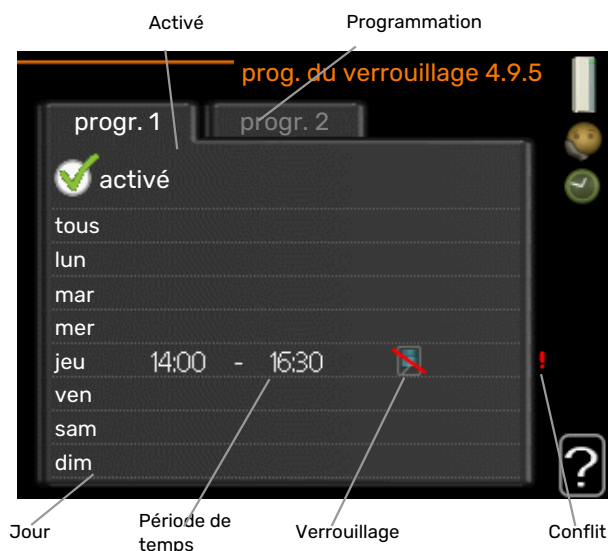 Activé
Programmation
prog. du verrouillage 4.9.5
progr. 1
progr. 2
activé
tous
lun
mar
mer
jeu 14:00 - 16:30 !
ven
sam
dim
?
Jour
Période de temps
Verrouillage
Conflit